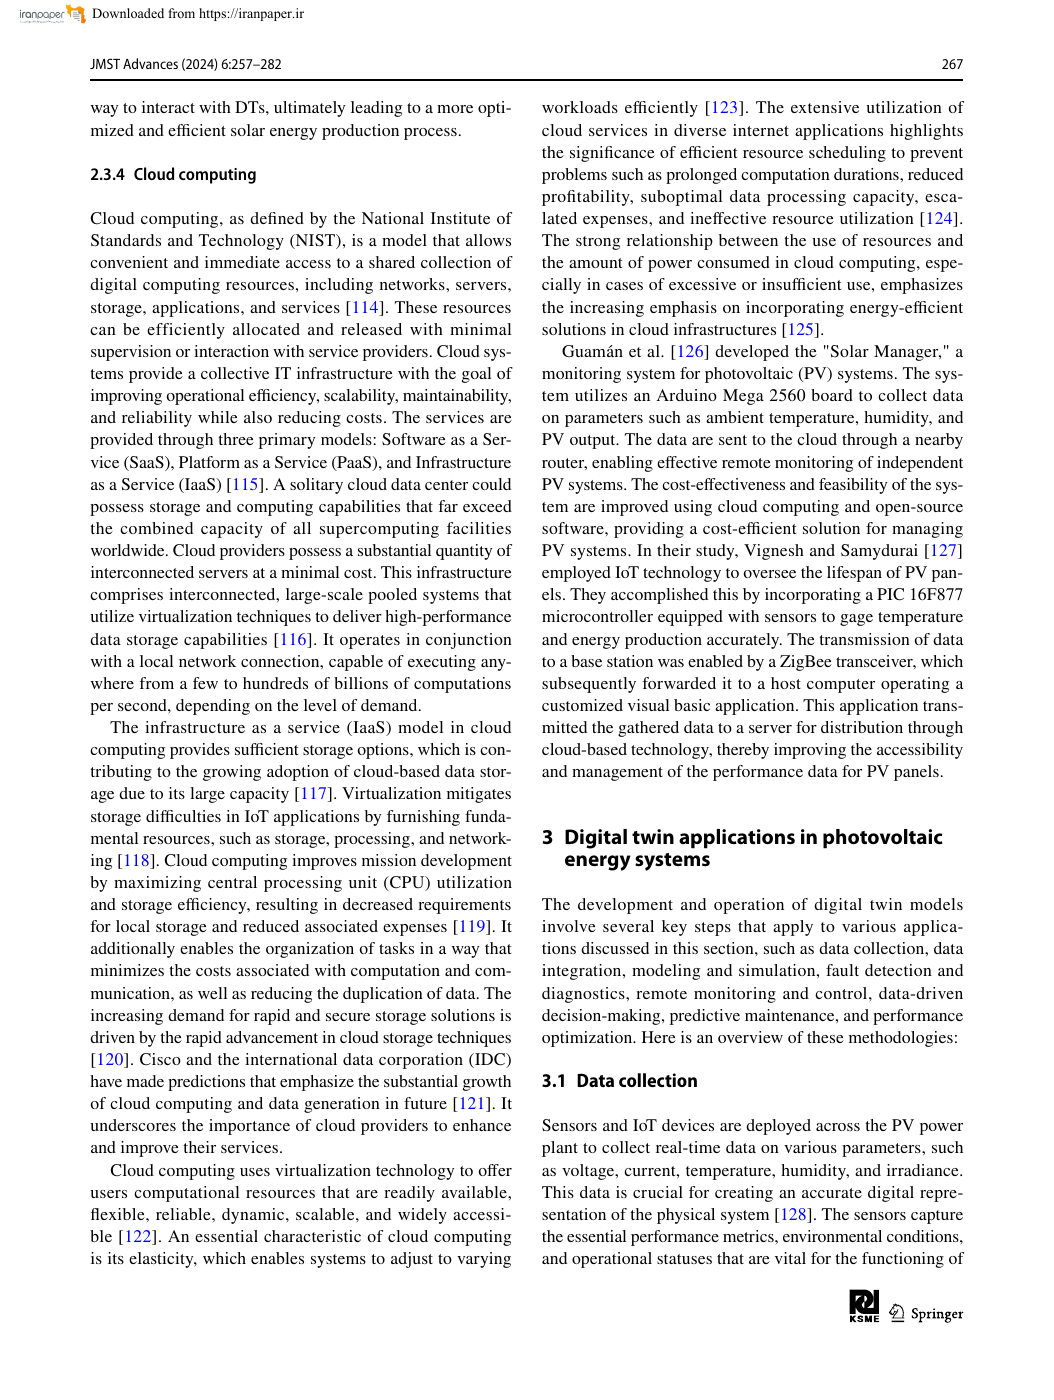 iranpaper
Downloaded from https://iranpaper.ir
JMST Advances (2024) 6:257–282
267
way to interact with DTs, ultimately leading to a more opti-
mized and efficient solar energy production process.
2.3.4 Cloud computing
Cloud computing, as defined by the National Institute of
Standards and Technology (NIST), is a model that allows
convenient and immediate access to a shared collection of
digital computing resources, including networks, servers,
storage, applications, and services [114]. These resources
can be efficiently allocated and released with minimal
supervision or interaction with service providers. Cloud sys-
tems provide a collective IT infrastructure with the goal of
improving operational efficiency, scalability, maintainability,
and reliability while also reducing costs. The services are
provided through three primary models: Software as a Ser-
vice (SaaS), Platform as a Service (PaaS), and Infrastructure
as a Service (IaaS) [115]. A solitary cloud data center could
possess storage and computing capabilities that far exceed
the combined capacity of all supercomputing facilities
worldwide. Cloud providers possess a substantial quantity of
interconnected servers at a minimal cost. This infrastructure
comprises interconnected, large-scale pooled systems that
utilize virtualization techniques to deliver high-performance
data storage capabilities [116]. It operates in conjunction
with a local network connection, capable of executing any-
where from a few to hundreds of billions of computations
per second, depending on the level of demand.
The infrastructure as a service (IaaS) model in cloud
computing provides sufficient storage options, which is con-
tributing to the growing adoption of cloud-based data stor-
age due to its large capacity [117]. Virtualization mitigates
storage difficulties in IoT applications by furnishing funda-
mental resources, such as storage, processing, and network-
ing [118]. Cloud computing improves mission development
by maximizing central processing unit (CPU) utilization
and storage efficiency, resulting in decreased requirements
for local storage and reduced associated expenses [119]. It
additionally enables the organization of tasks in a way that
minimizes the costs associated with computation and com-
munication, as well as reducing the duplication of data. The
increasing demand for rapid and secure storage solutions is
driven by the rapid advancement in cloud storage techniques
[120]. Cisco and the international data corporation (IDC)
have made predictions that emphasize the substantial growth
of cloud computing and data generation in future [121]. It
underscores the importance of cloud providers to enhance
and improve their services.
Cloud computing uses virtualization technology to offer
users computational resources that are readily available,
flexible, reliable, dynamic, scalable, and widely accessi-
ble [122]. An essential characteristic of cloud computing
is its elasticity, which enables systems to adjust to varying
workloads efficiently [123]. The extensive utilization of
cloud services in diverse internet applications highlights
the significance of efficient resource scheduling to prevent
problems such as prolonged computation durations, reduced
profitability, suboptimal data processing capacity, esca-
lated expenses, and ineffective resource utilization [124].
The strong relationship between the use of resources and
the amount of power consumed in cloud computing, espe-
cially in cases of excessive or insufficient use, emphasizes
the increasing emphasis on incorporating energy-efficient
solutions in cloud infrastructures [125].
Guamán et al. [126] developed the "Solar Manager," a
monitoring system for photovoltaic (PV) systems. The sys-
tem utilizes an Arduino Mega 2560 board to collect data
on parameters such as ambient temperature, humidity, and
PV output. The data are sent to the cloud through a nearby
router, enabling effective remote monitoring of independent
PV systems. The cost-effectiveness and feasibility of the sys-
tem are improved using cloud computing and open-source
software, providing a cost-efficient solution for managing
PV systems. In their study, Vignesh and Samydurai [127]
employed IoT technology to oversee the lifespan of PV pan-
els. They accomplished this by incorporating a PIC 16F877
microcontroller equipped with sensors to gage temperature
and energy production accurately. The transmission of data
to a base station was enabled by a ZigBee transceiver, which
subsequently forwarded it to a host computer operating a
customized visual basic application. This application trans-
mitted the gathered data to a server for distribution through
cloud-based technology, thereby improving the accessibility
and management of the performance data for PV panels.
3 Digital twin applications in photovoltaic
energy systems
The development and operation of digital twin models
involve several key steps that apply to various applica-
tions discussed in this section, such as data collection, data
integration, modeling and simulation, fault detection and
diagnostics, remote monitoring and control, data-driven
decision-making, predictive maintenance, and performance
optimization. Here is an overview of these methodologies:
3.1 Data collection
Sensors and IoT devices are deployed across the PV power
plant to collect real-time data on various parameters, such
as voltage, current, temperature, humidity, and irradiance.
This data is crucial for creating an accurate digital repre-
sentation of the physical system [128]. The sensors capture
the essential performance metrics, environmental conditions,
and operational statuses that are vital for the functioning of
KSME
Springer